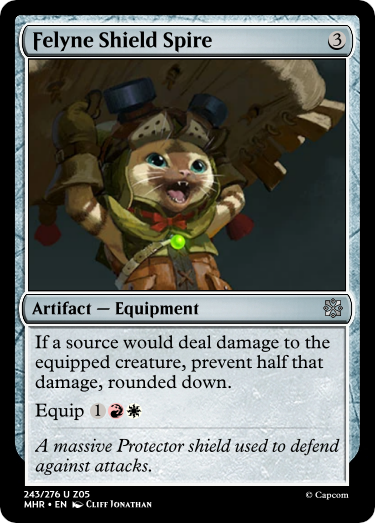 Felyne Shield Spire 3
Artifact — Equipment
If a source would deal damage to the
equipped creature, prevent half that
damage, rounded down.
Equip 1
A massive Protector shield used to defend
against attacks.
243/276 U Z05
MHR • EN Cliff Jonathan
© Capcom